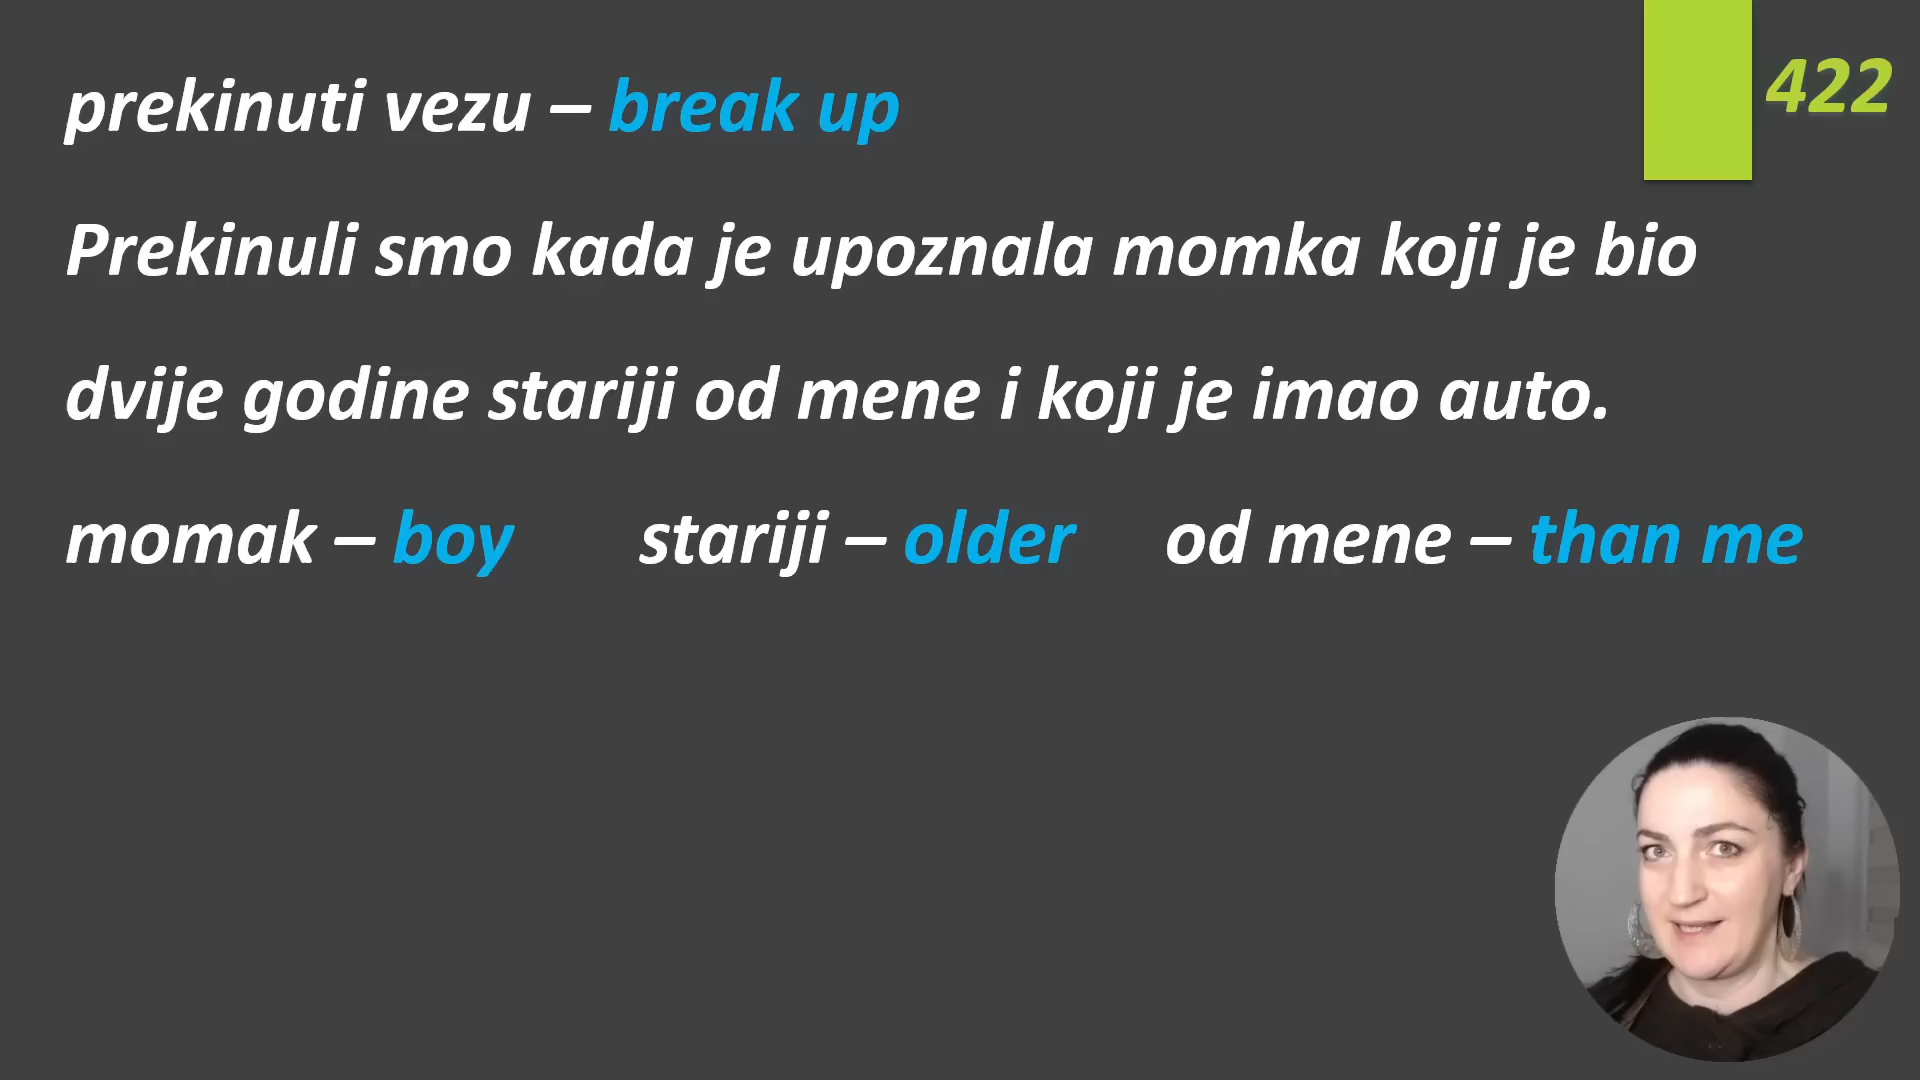 prekinuti vezu – break up
422
Prekinuli smo kada je upoznala momka koji je bio
dvije godine stariji od mene i koji je imao auto.
momak – boy stariji – older od mene – than me